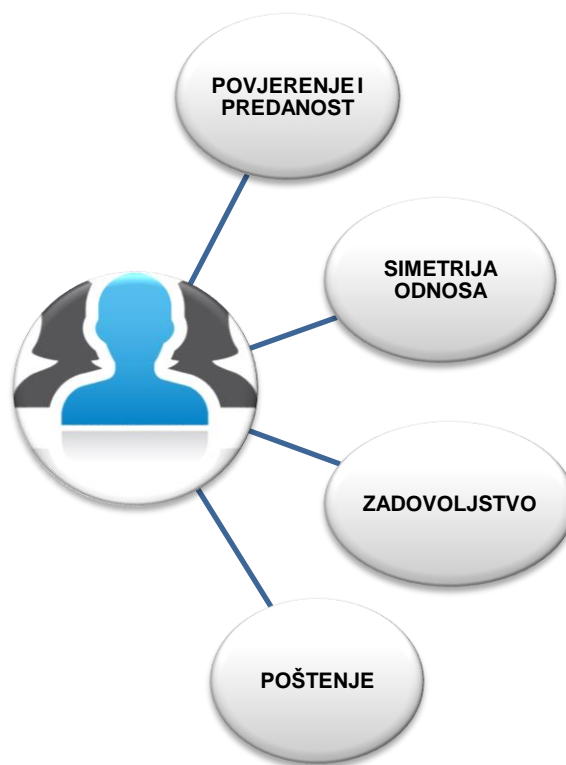 POVJERENJE I
PREDANOST
SIMETRIJA
ODNOSA
ZADOVOLJSTVO
POŠTENJE